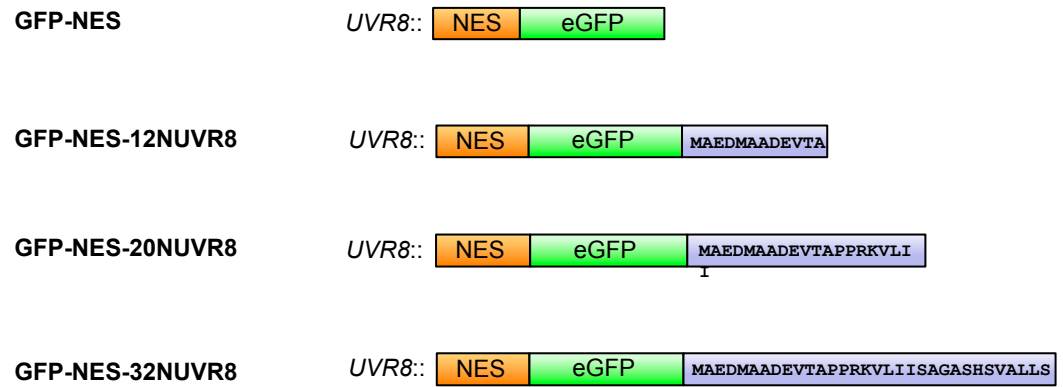 GFP-NES UVR8:: NES eGFP
GFP-NES-12NUVR8 UVR8:: NES eGFP MAEDMAADEVTA
GFP-NES-20NUVR8 UVR8:: NES eGFP MAEDMAADEVTAPPRKVLI
I
GFP-NES-32NUVR8 UVR8:: NES eGFP MAEDMAADEVTAPPRKVLIISAGASHSVALLS